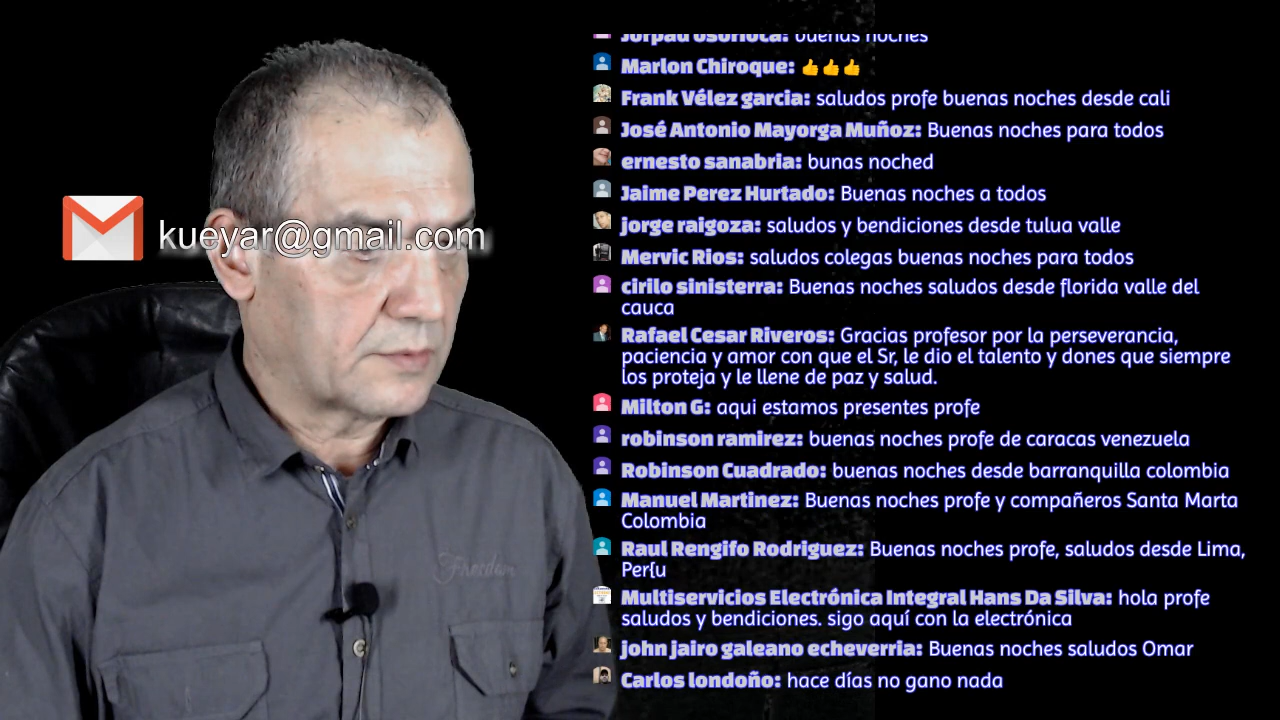 Jorpau osorioca: buenas noches
Marlon Chiroque: 👍👍👍
Frank Vélez garcia: saludos profe buenas noches desde cali
José Antonio Mayorga Muñoz: Buenas noches para todos
ernesto sanabria: bunas noched
Jaime Perez Hurtado: Buenas noches a todos
kueyar@gmail.com
jorge raigoza: saludos y bendiciones desde tulua valle
Mervic Rios: saludos colegas buenas noches para todos
cirilo sinisterra: Buenas noches saludos desde florida valle del
cauca
Rafael Cesar Riveros: Gracias profesor por la perseverancia,
paciencia y amor con que el Sr, le dio el talento y dones que siempre
los proteja y le llene de paz y salud.
Milton G: aqui estamos presentes profe
robinson ramirez: buenas noches profe de caracas venezuela
Robinson Cuadrado: buenas noches desde barranquilla colombia
Manuel Martinez: Buenas noches profe y compañeros Santa Marta
Colombia
Raul Rengifo Rodriguez: Buenas noches profe, saludos desde Lima,
Per{u
Freedom
Multiservicios Electrónica Integral Hans Da Silva: hola profe
saludos y bendiciones. sigo aquí con la electrónica
john jairo galeano echeverria: Buenas noches saludos Omar
Carlos londoño: hace días no gano nada